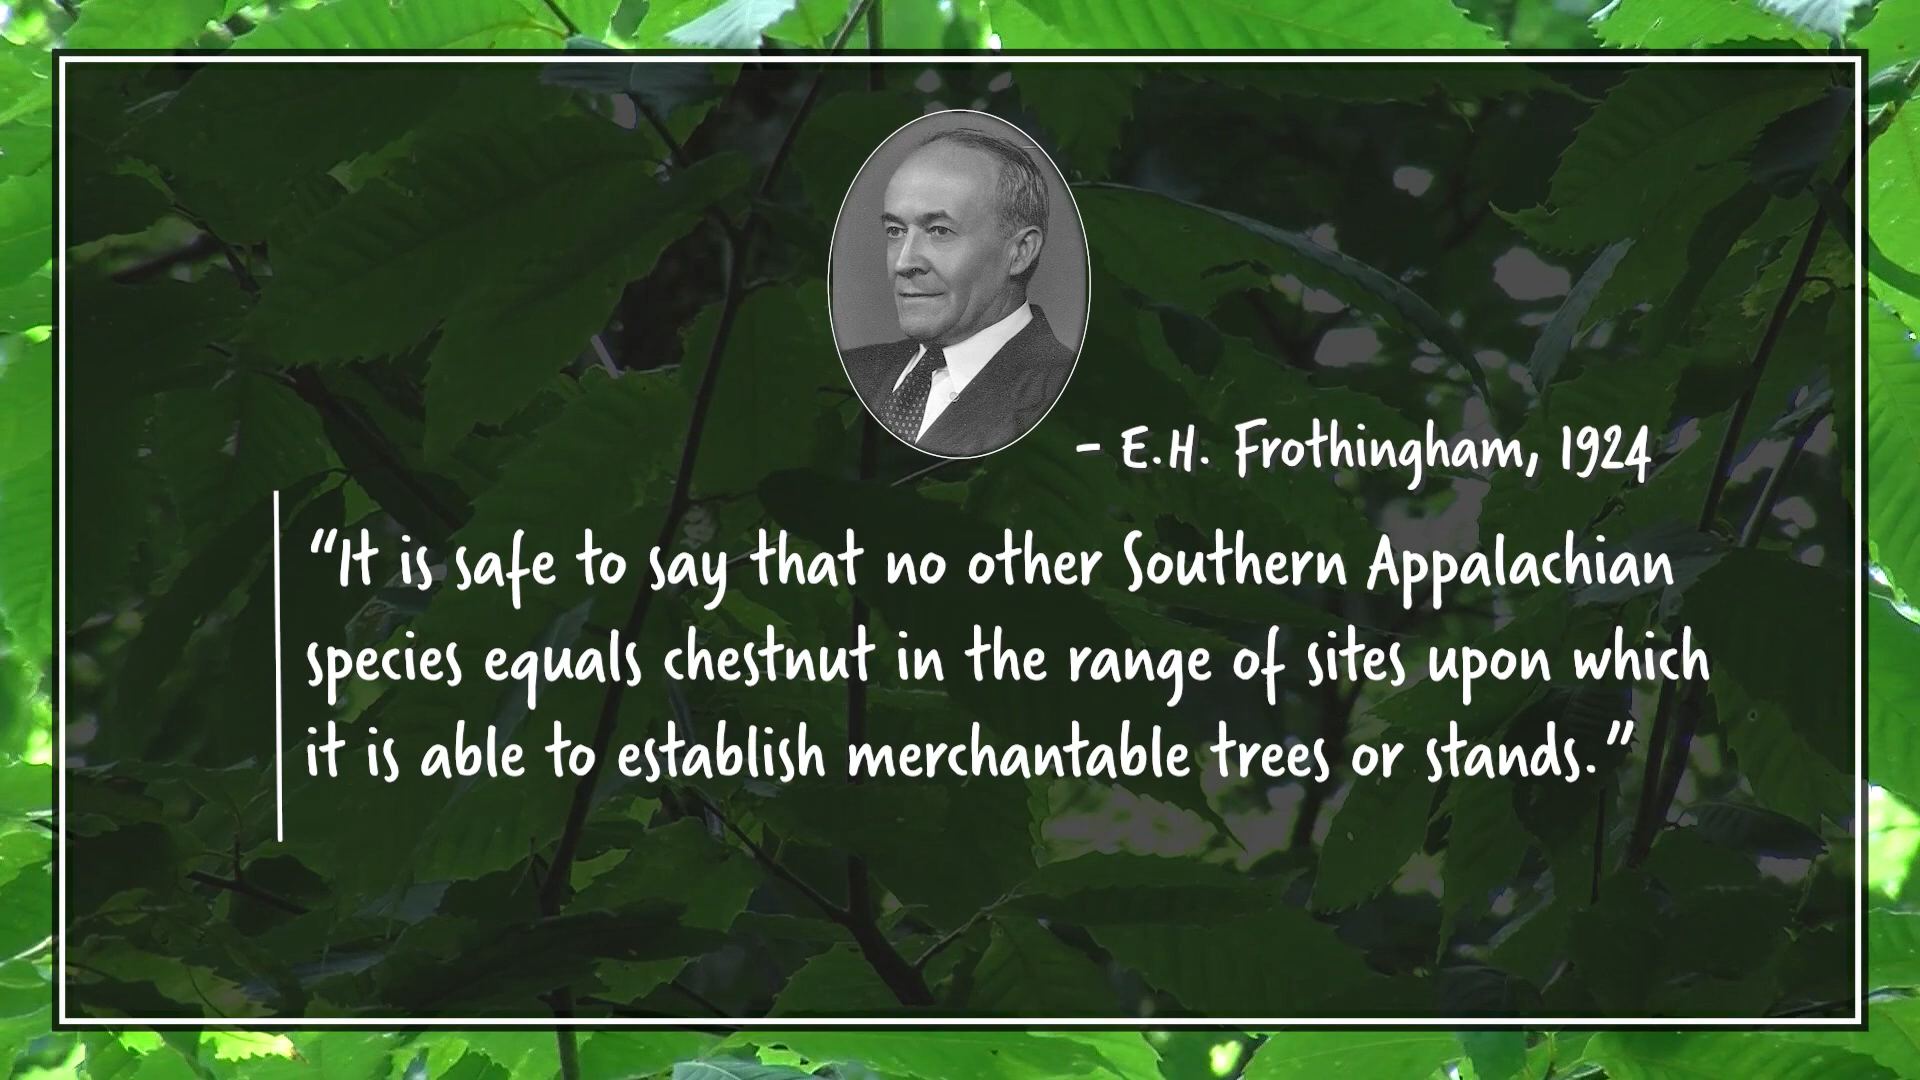 - E.H. Frothingham, 1924
“It is safe to say that no other Southern Appalachian
species equals chestnut in the range of sites upon which
it is able to establish merchantable trees or stands.”